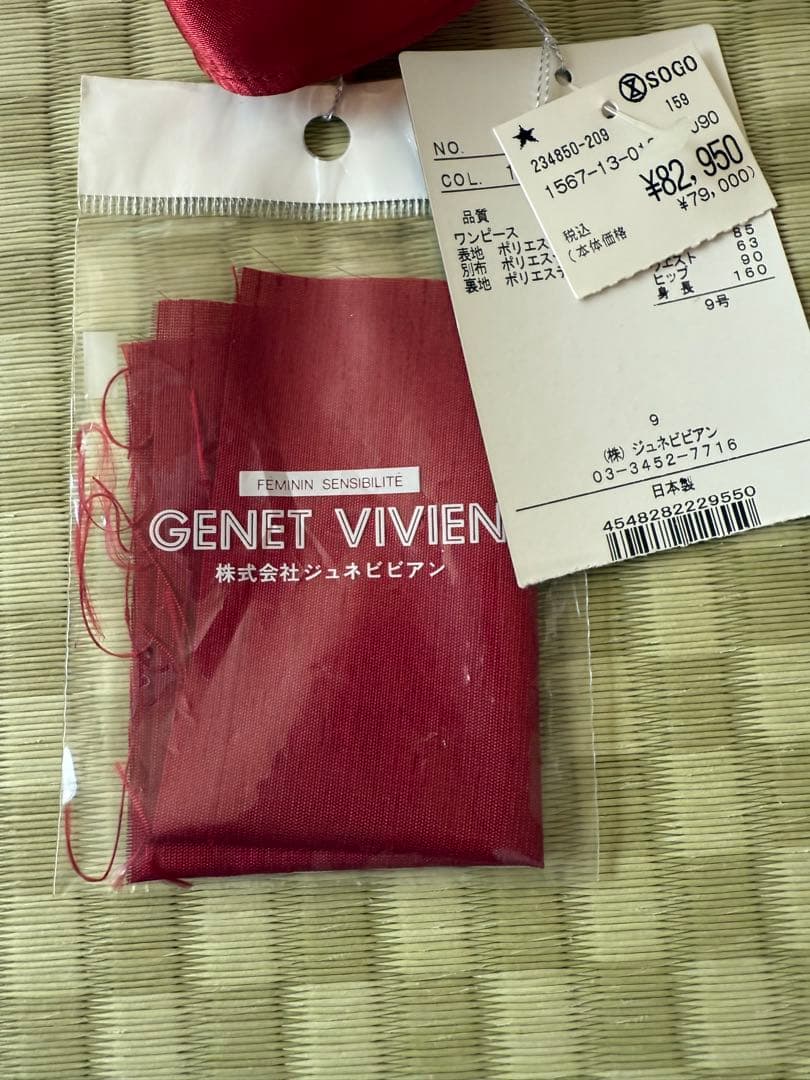 SOGO
159
234850-209
1567-13-01 090
¥82,950
¥79,000)
税込
(本体価格
NO.
COL.
品質
ワンピース
表地 ポリエス
別布 ポリエス
裏地 ポリエステ
85
63
エスト 90
ヒップ 160
身長
9号
9
(株) ジュネビビアン
03-3452-7716
日本製
4548282229550
FEMININ SENSIBILITÉ
GENET VIVIEN
株式会社ジュネビビアン